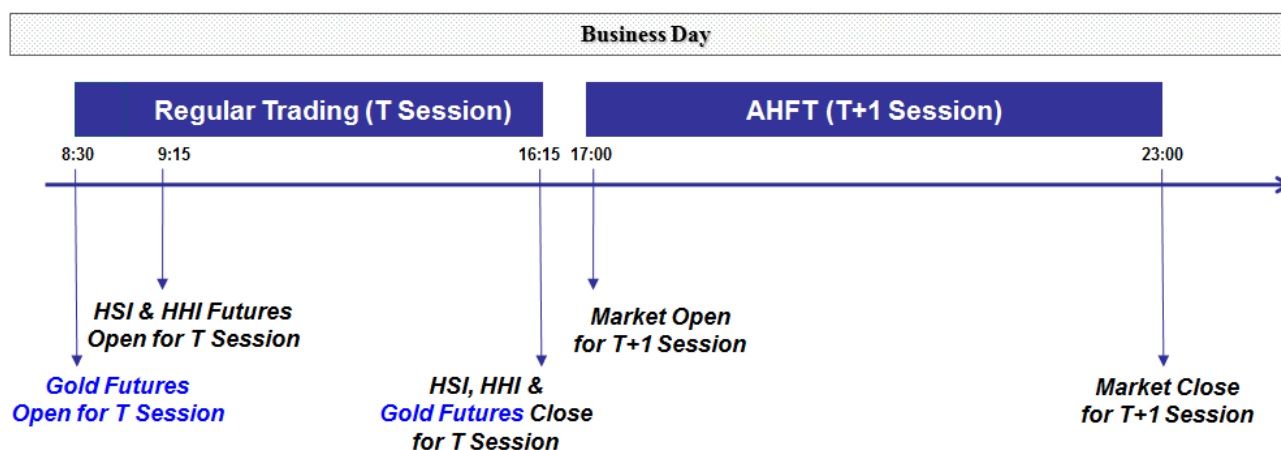 Business Day
Regular Trading (T Session)
AHFT (T+1 Session)
8:30
9:15
16:15
17:00
23:00
HSI & HHI Futures
Open for T Session
Market Open
for T+1 Session
Gold Futures
Open for T Session
HSI, HHI &
Gold Futures Close
for T Session
Market Close
for T+1 Session